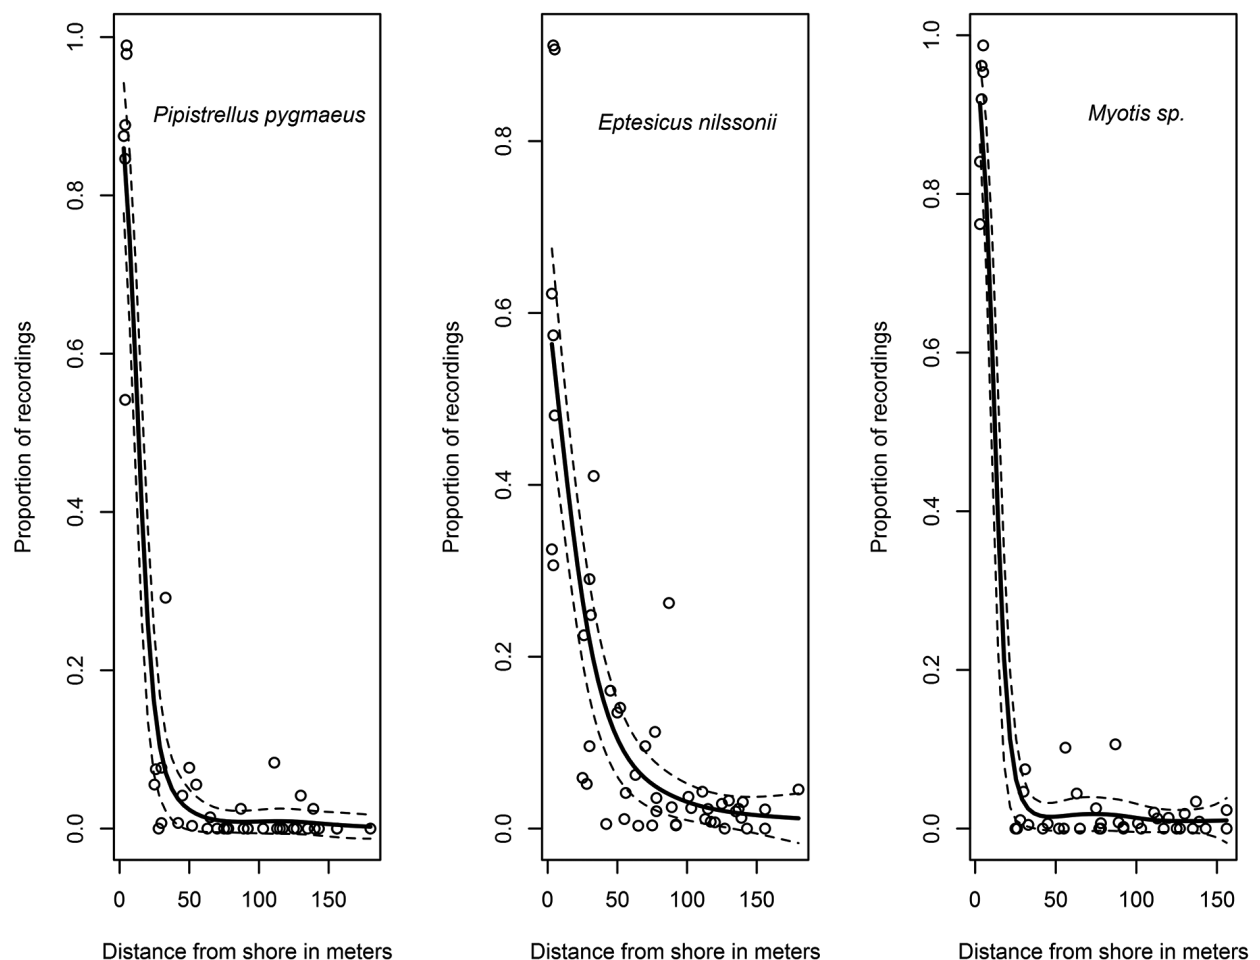 Proportion of recordings
1.0
0.8
0.6
0.4
0.2
0.0
Pipistrellus pygmaeus
0 50 100 150
Distance from shore in meters
Proportion of recordings
0.8
0.6
0.4
0.2
0.0
Eptesicus nilssonii
0 50 100 150
Distance from shore in meters
Proportion of recordings
1.0
0.8
0.6
0.4
0.2
0.0
Myotis sp.
0 50 100 150
Distance from shore in meters